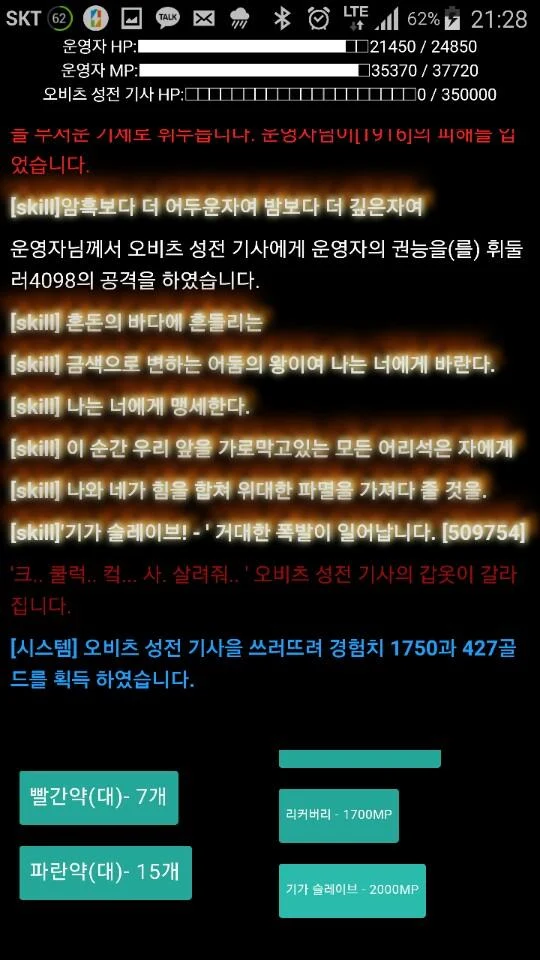 SKT 62 TALK LTE 62% 21:28
운영자 HP: 21450 / 24850
운영자 MP: 35370 / 37720
오비츠 성전 기사 HP:□□□□□□□□□□□□□□□□□□□□0 / 350000
를 무서운 기세로 휘두릅니다. 운영자님이[1916]의 피해를 입
었습니다.
[skill]암흑보다 더 어두운자여 밤보다 더 깊은자여
운영자님께서 오비츠 성전 기사에게 운영자의 권능을(를) 휘둘
러4098의 공격을 하였습니다.
[skill] 혼돈의 바다에 흔들리는
[skill] 금색으로 변하는 어둠의 왕이여 나는 너에게 바란다.
[skill] 나는 너에게 맹세한다.
[skill] 이 순간 우리 앞을 가로막고있는 모든 어리석은 자에게
[skill] 나와 네가 힘을 합쳐 위대한 파멸을 가져다 줄 것을.
[skill]'기가 슬레이브! - ' 거대한 폭발이 일어납니다. [509754]
'크.. 쿨럭.. 컥... 사. 살려줘.. ' 오비츠 성전 기사의 갑옷이 갈라
집니다.
[시스템] 오비츠 성전 기사을 쓰러뜨려 경험치 1750과 427골
드를 획득 하였습니다.
빨간약(대)- 7개
리커버리 - 1700MP
파란약(대)- 15개
기가 슬레이브 - 2000MP